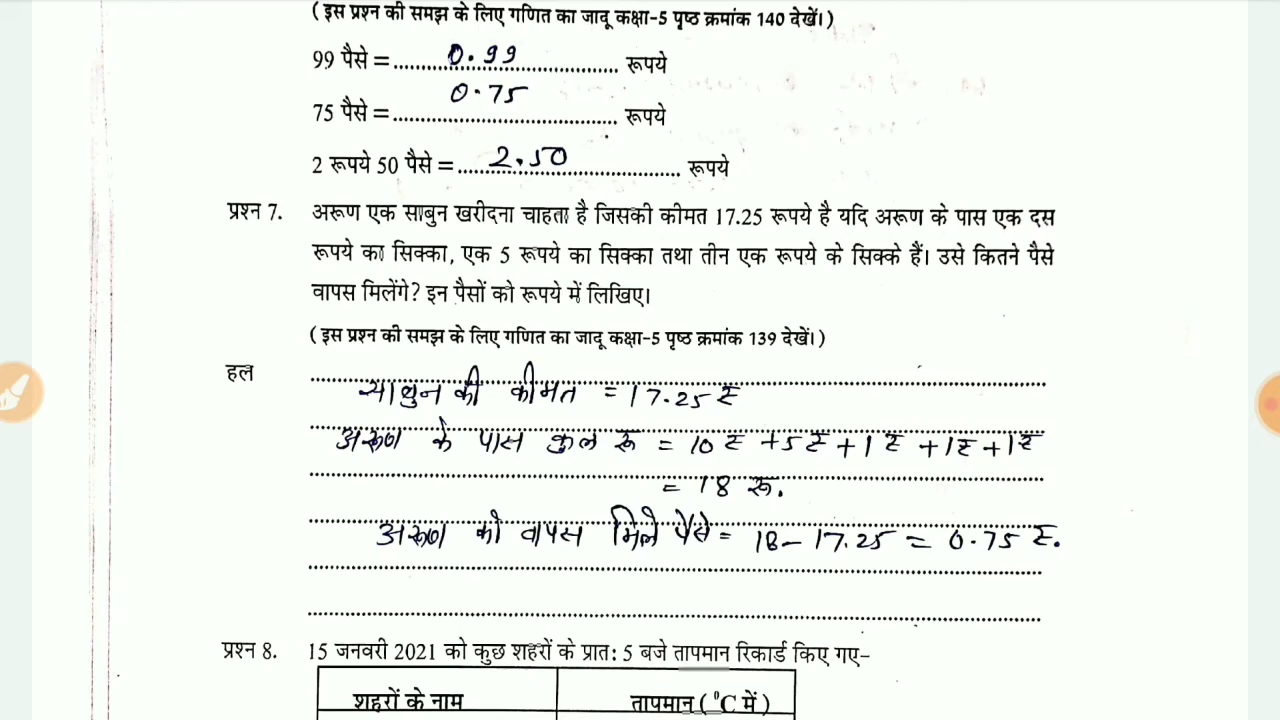 ( इस प्रश्न की समझ के लिए गणित का जादू कक्षा-5 पृष्ठ क्रमांक 140 देखें। )
99 पैसे = 0.99 रूपये
75 पैसे = 0.75 रूपये
2 रूपये 50 पैसे = 2.50 रूपये
प्रश्न 7. अरूण एक साबुन खरीदना चाहता है जिसकी कीमत 17.25 रूपये है यदि अरूण के पास एक दस
रूपये का सिक्का, एक 5 रूपये का सिक्का तथा तीन एक रूपये के सिक्के हैं। उसे कितने पैसे
वापस मिलेंगे? इन पैसों को रूपये में लिखिए।
( इस प्रश्न की समझ के लिए गणित का जादू कक्षा-5 पृष्ठ क्रमांक 139 देखें। )
हल
साबुन की कीमत = 17.25 ₹
अरूण के पास कुल रू = 10 ₹ + 5 ₹ + 1 ₹ + 1 ₹ + 1 ₹
= 18 रू.
अरूण को वापस मिले पैसे = 18 – 17.25 = 0.75 ₹.
प्रश्न 8. 15 जनवरी 2021 को कुछ शहरों के प्रात: 5 बजे तापमान रिकार्ड किए गए–
शहरों के नाम तापमान ( ⁰C में )